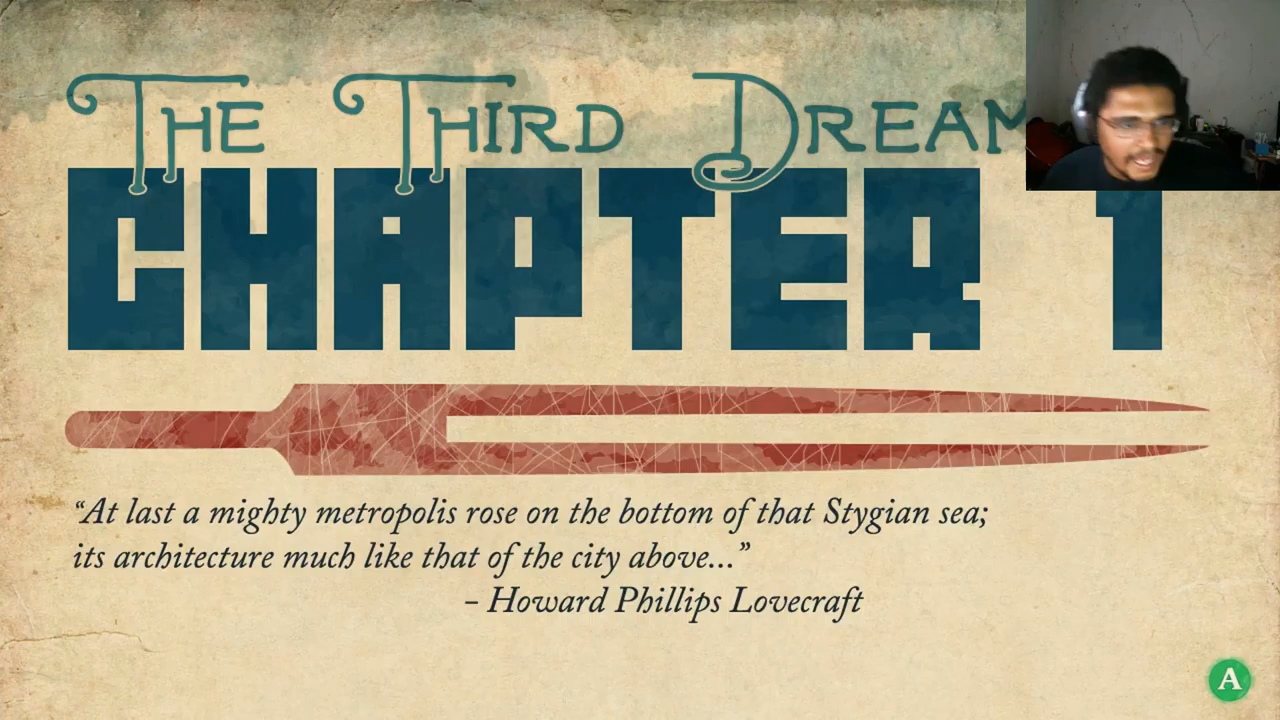 The Third Dream
CHAPTER 1
“At last a mighty metropolis rose on the bottom of that Stygian sea;
its architecture much like that of the city above...”
– Howard Phillips Lovecraft
A